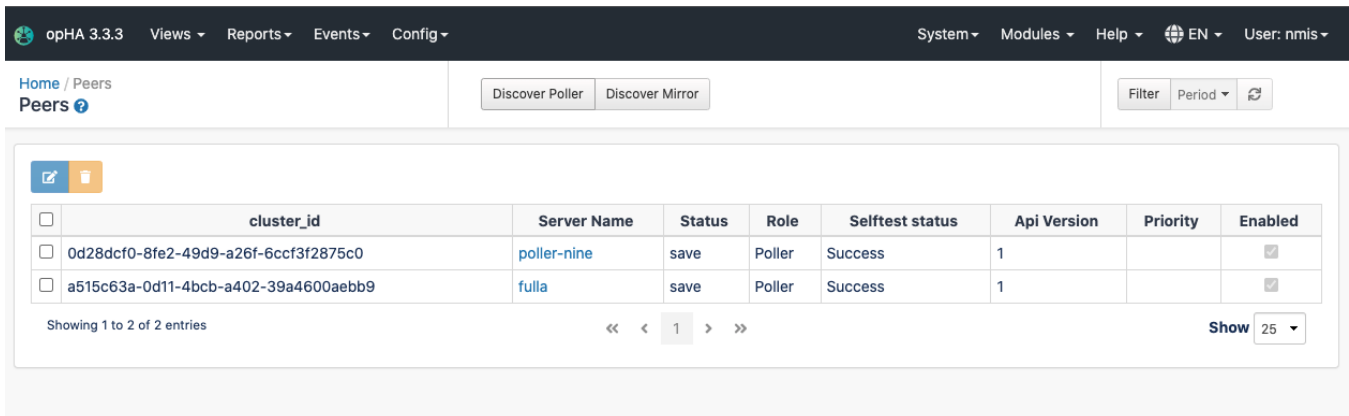 opHA 3.3.3 Views Reports Events Config System Modules Help EN User: nmis
Home / Peers
Peers
Discover Poller Discover Mirror
Filter Period
cluster_id Server Name Status Role Selftest status Api Version Priority Enabled
0d28dcf0-8fe2-49d9-a26f-6ccf3f2875c0 poller-nine save Poller Success 1
a515c63a-0d11-4bcb-a402-39a4600aebb9 fulla save Poller Success 1
Showing 1 to 2 of 2 entries « ‹ 1 › » Show 25